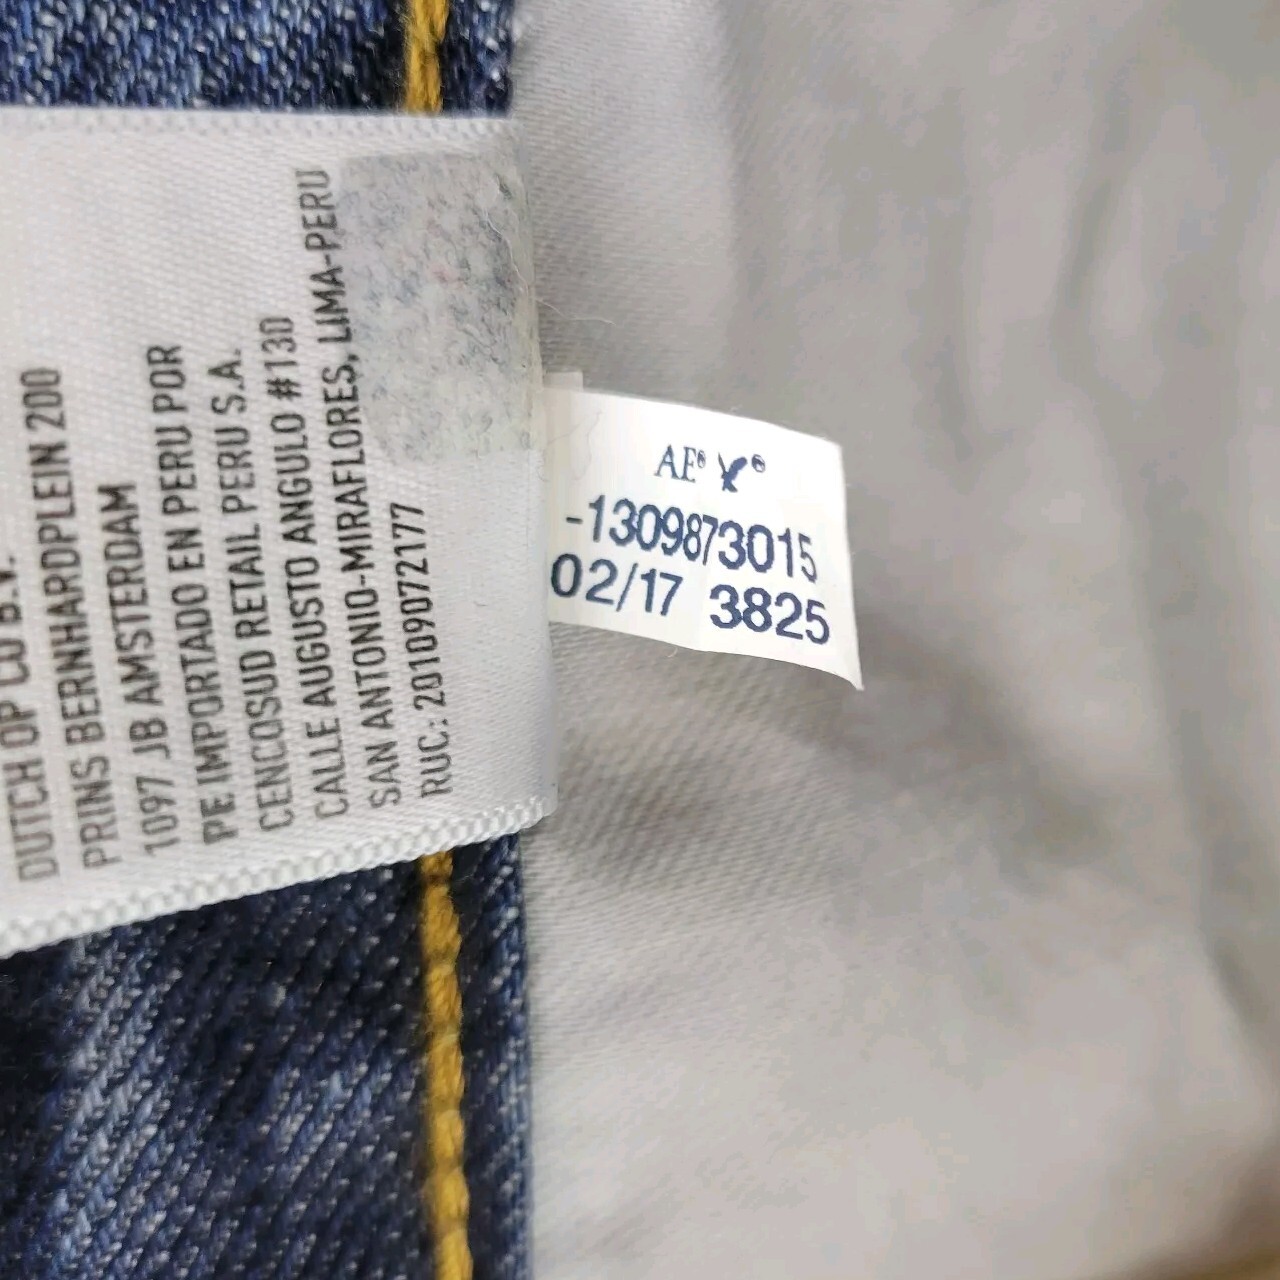 DUTCH OP CO B.V.
PRINS BERNHARDPLEIN 200
1097 JB AMSTERDAM
PE IMPORTADO EN PERU POR
CENCOSUD RETAIL PERU S.A.
CALLE AUGUSTO ANGULO #130
SAN ANTONIO-MIRAFLORES, LIMA-PERU
RUC: 20109072177
AE®
-1309873015
02/17 3825